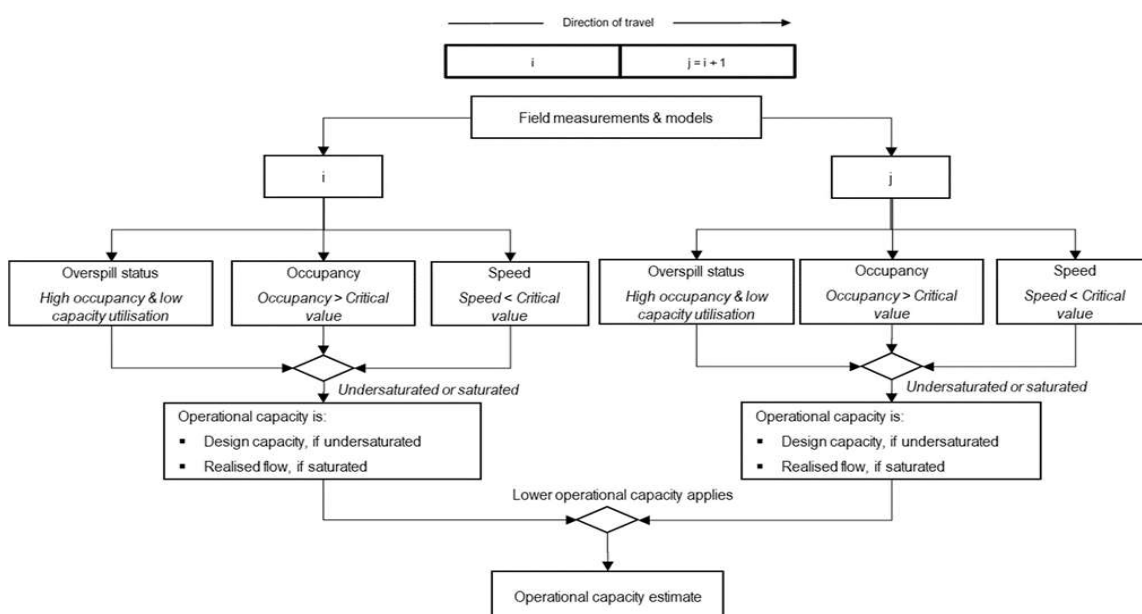 Direction of travel
i
j = i + 1
Field measurements & models
i
j
Overspill status
High occupancy & low
capacity utilisation
Occupancy
Occupancy > Critical
value
Speed
Speed < Critical
value
Overspill status
High occupancy & low
capacity utilisation
Occupancy
Occupancy > Critical
value
Speed
Speed < Critical
value
Undersaturated or saturated
Undersaturated or saturated
Operational capacity is:
▪ Design capacity, if undersaturated
▪ Realised flow, if saturated
Operational capacity is:
▪ Design capacity, if undersaturated
▪ Realised flow, if saturated
Lower operational capacity applies
Operational capacity estimate